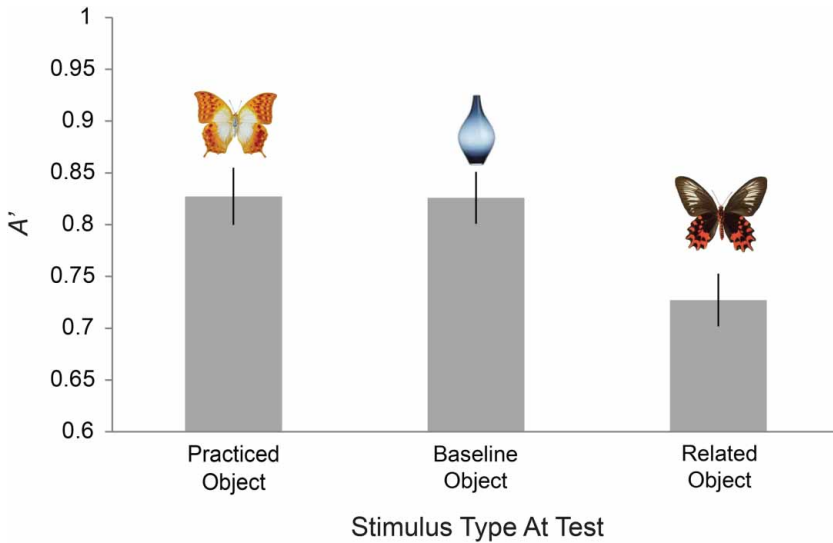 1
0.95
0.9
0.85
0.8
0.75
0.7
0.65
0.6
A'
Practiced Object
Baseline Object
Related Object
Stimulus Type At Test